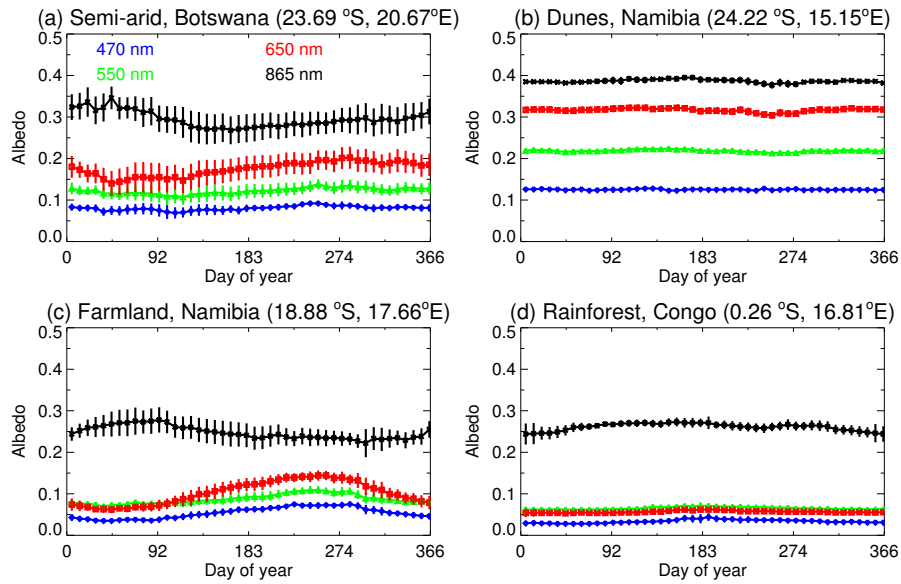 (a) Semi-arid, Botswana (23.69 °S, 20.67°E)
470 nm
650 nm
550 nm
865 nm
0.5
0.4
0.3
0.2
0.1
0.0
Albedo
0
92
183
274
366
Day of year
(b) Dunes, Namibia (24.22 °S, 15.15°E)
0.5
0.4
0.3
0.2
0.1
0.0
Albedo
0
92
183
274
366
Day of year
(c) Farmland, Namibia (18.88 °S, 17.66°E)
0.5
0.4
0.3
0.2
0.1
0.0
Albedo
0
92
183
274
366
Day of year
(d) Rainforest, Congo (0.26 °S, 16.81°E)
0.5
0.4
0.3
0.2
0.1
0.0
Albedo
0
92
183
274
366
Day of year